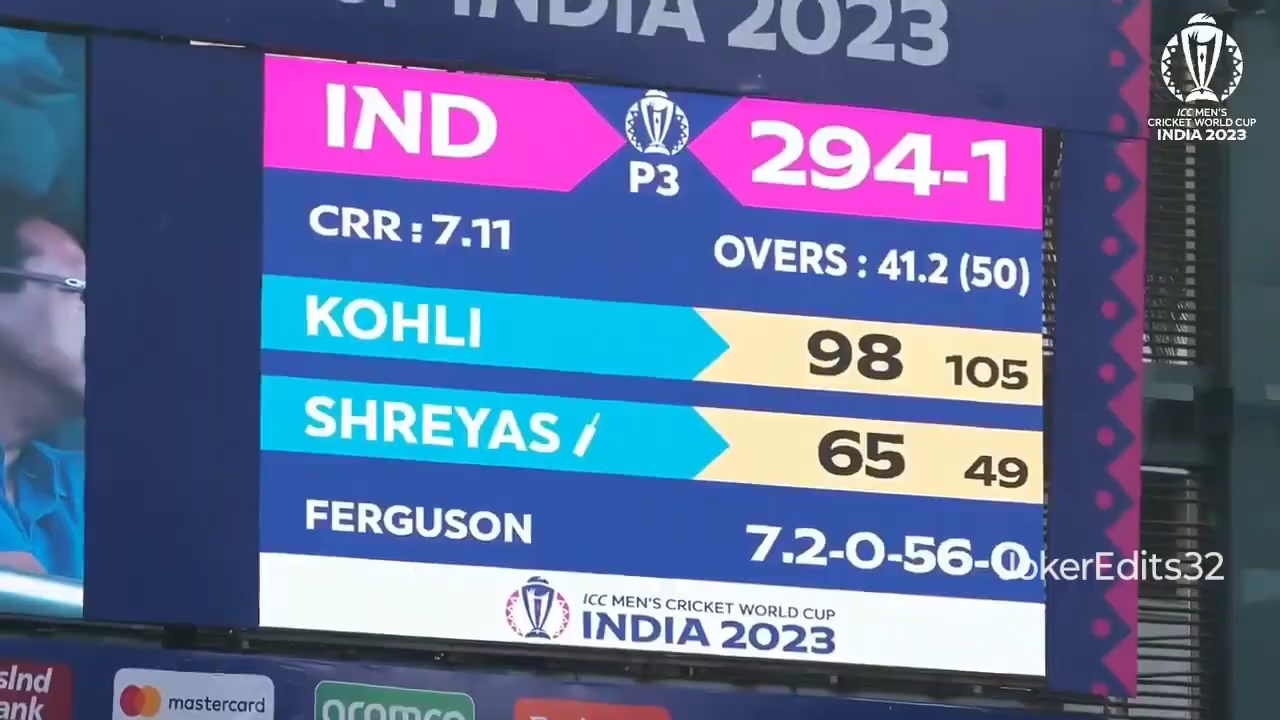 INDIA 2023
IND
294-1
P3
CRR : 7.11
OVERS : 41.2 (50)
KOHLI 98 105
SHREYAS 65 49
FERGUSON 7.2-0-56-0
JokerEdits32
ICC MEN'S CRICKET WORLD CUP
INDIA 2023
ICC MEN'S
CRICKET WORLD CUP
INDIA 2023
mastercard
aramco